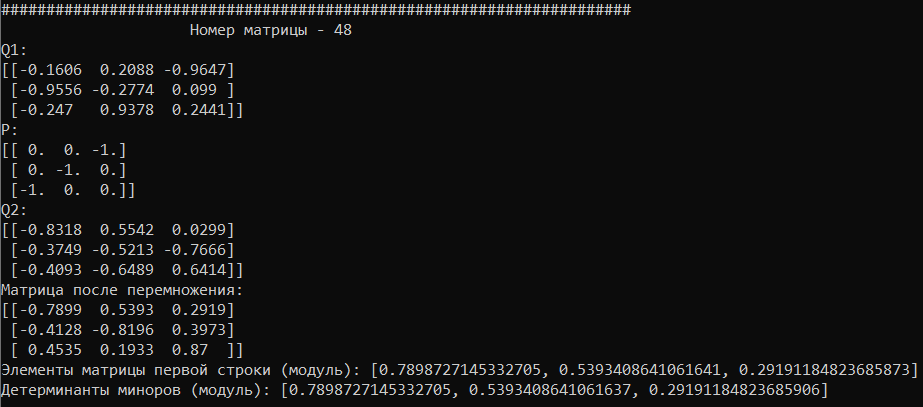 ######################################################################
Номер матрицы - 48
Q1:
[[-0.1606  0.2088 -0.9647]
 [-0.9556 -0.2774  0.099 ]
 [-0.247   0.9378  0.2441]]
P:
[[ 0.  0. -1.]
 [ 0. -1.  0.]
 [-1.  0.  0.]]
Q2:
[[-0.8318  0.5542  0.0299]
 [-0.3749 -0.5213 -0.7666]
 [-0.4093 -0.6489  0.6414]]
Матрица после перемножения:
[[-0.7899  0.5393  0.2919]
 [-0.4128 -0.8196  0.3973]
 [ 0.4535  0.1933  0.87  ]]
Элементы матрицы первой строки (модуль): [0.7898727145332705, 0.5393408641061641, 0.29191184823685873]
Детерминанты миноров (модуль): [0.7898727145332705, 0.5393408641061637, 0.29191184823685906]